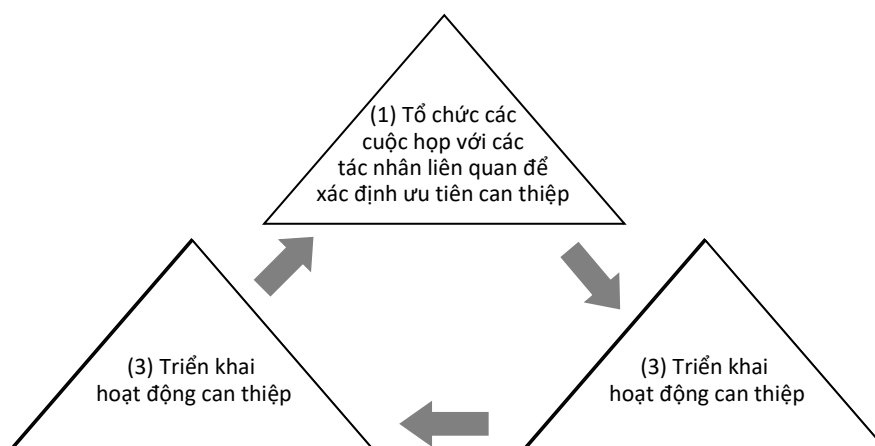 (1) Tổ chức các
cuộc họp với các
tác nhân liên quan để
xác định ưu tiên can thiệp
(3) Triển khai
hoạt động can thiệp
(3) Triển khai
hoạt động can thiệp